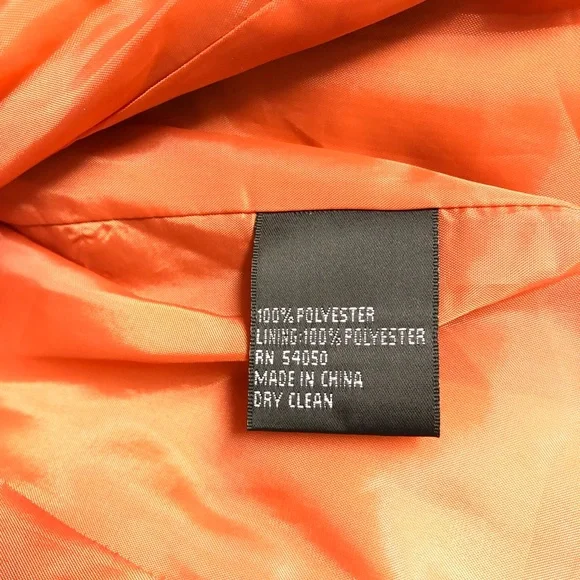 100% POLYESTER
LINING:100% POLYESTER
RN 54050
MADE IN CHINA
DRY CLEAN